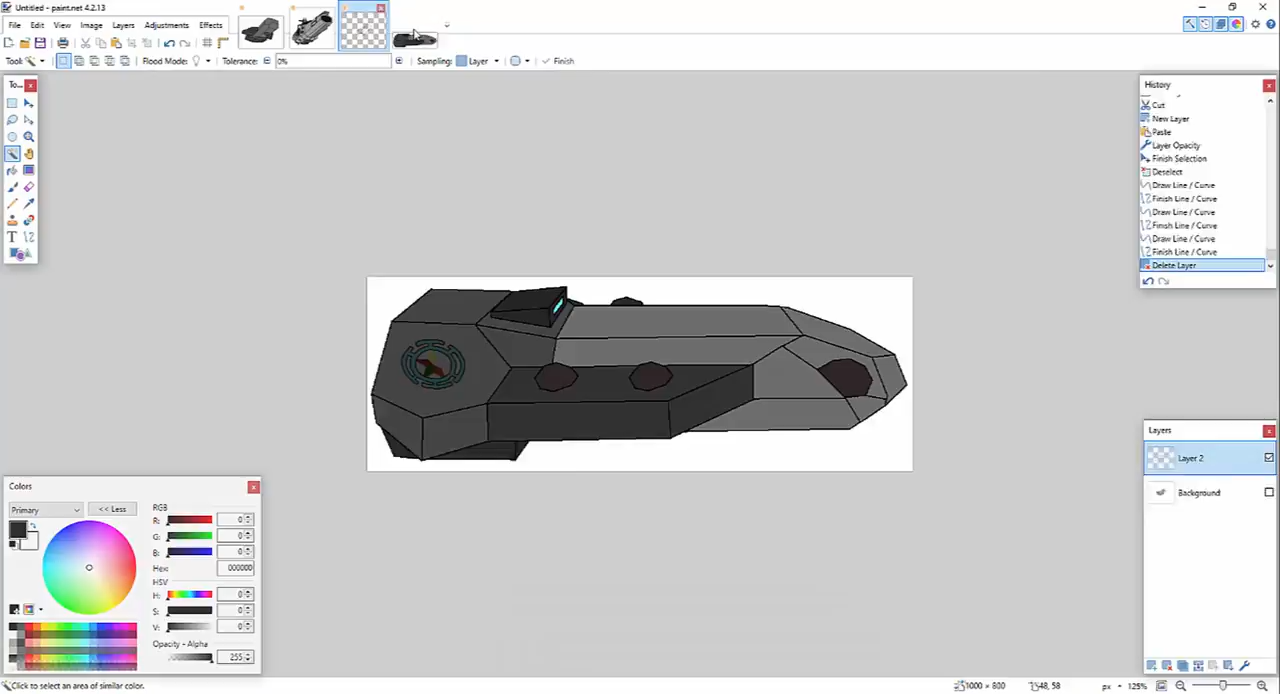 Untitled - paint.net 4.2.13
File Edit View Image Layers Adjustments Effects
Tool: Flood Mode: Tolerance: 0% Sampling: Layer Finish
To...
History
Cut
New Layer
Paste
Layer Opacity
Finish Selection
Deselect
Draw Line / Curve
Finish Line / Curve
Draw Line / Curve
Finish Line / Curve
Draw Line / Curve
Finish Line / Curve
Delete Layer
Layers
Layer 2
Background
Colors
Primary << Less
RGB
R: 0
G: 0
B: 0
Hex: 000000
HSV
H: 0
S: 0
V: 0
Opacity - Alpha
255
Click to select an area of similar color. 1000 × 800 148, 58 px 125%